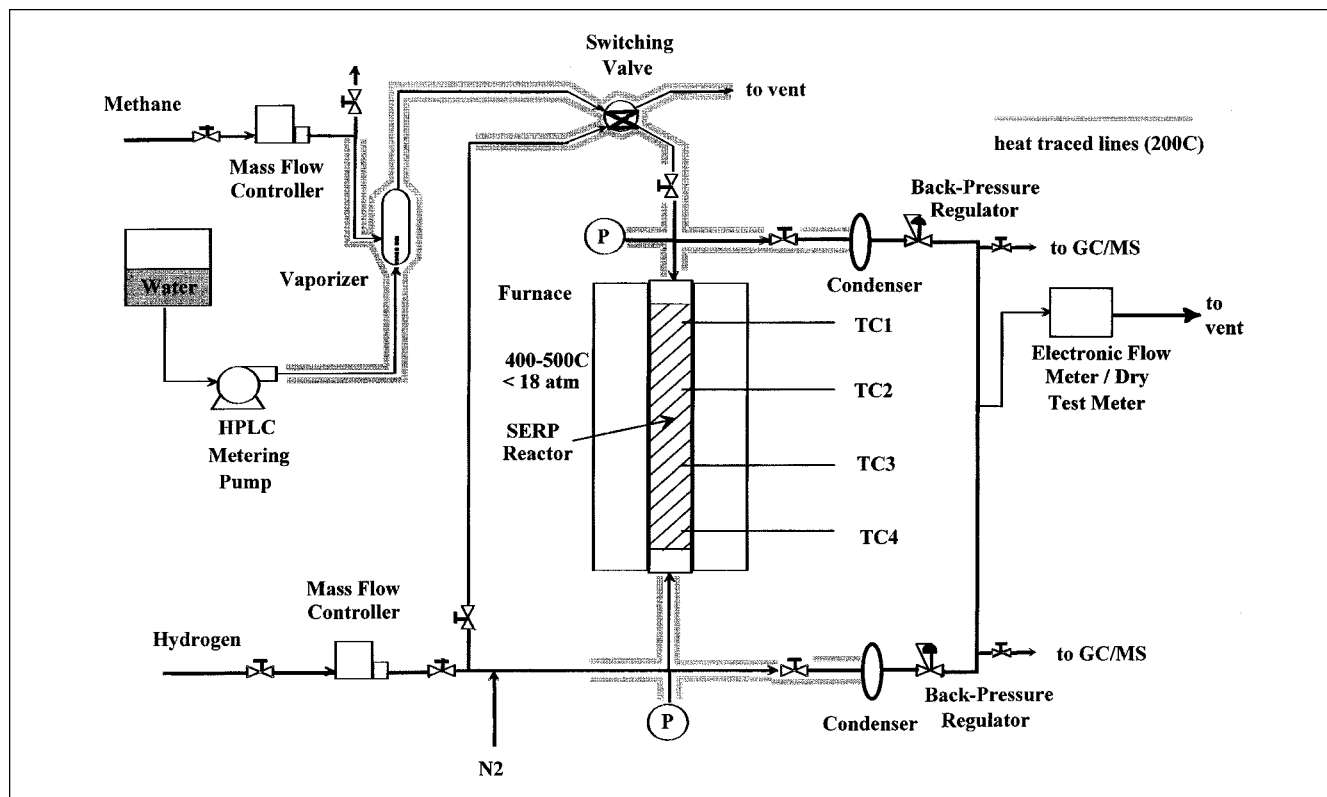 Switching
Valve
to vent
Methane
Mass Flow
Controller
heat traced lines (200C)
Back-Pressure
Regulator
P
to GC/MS
Water
Vaporizer
Condenser
Furnace
TC1
to
vent
400-500C
< 18 atm
Electronic Flow
Meter / Dry
Test Meter
TC2
SERP
Reactor
HPLC
Metering
Pump
TC3
TC4
Mass Flow
Controller
Hydrogen
to GC/MS
P
Condenser
Back-Pressure
Regulator
N2